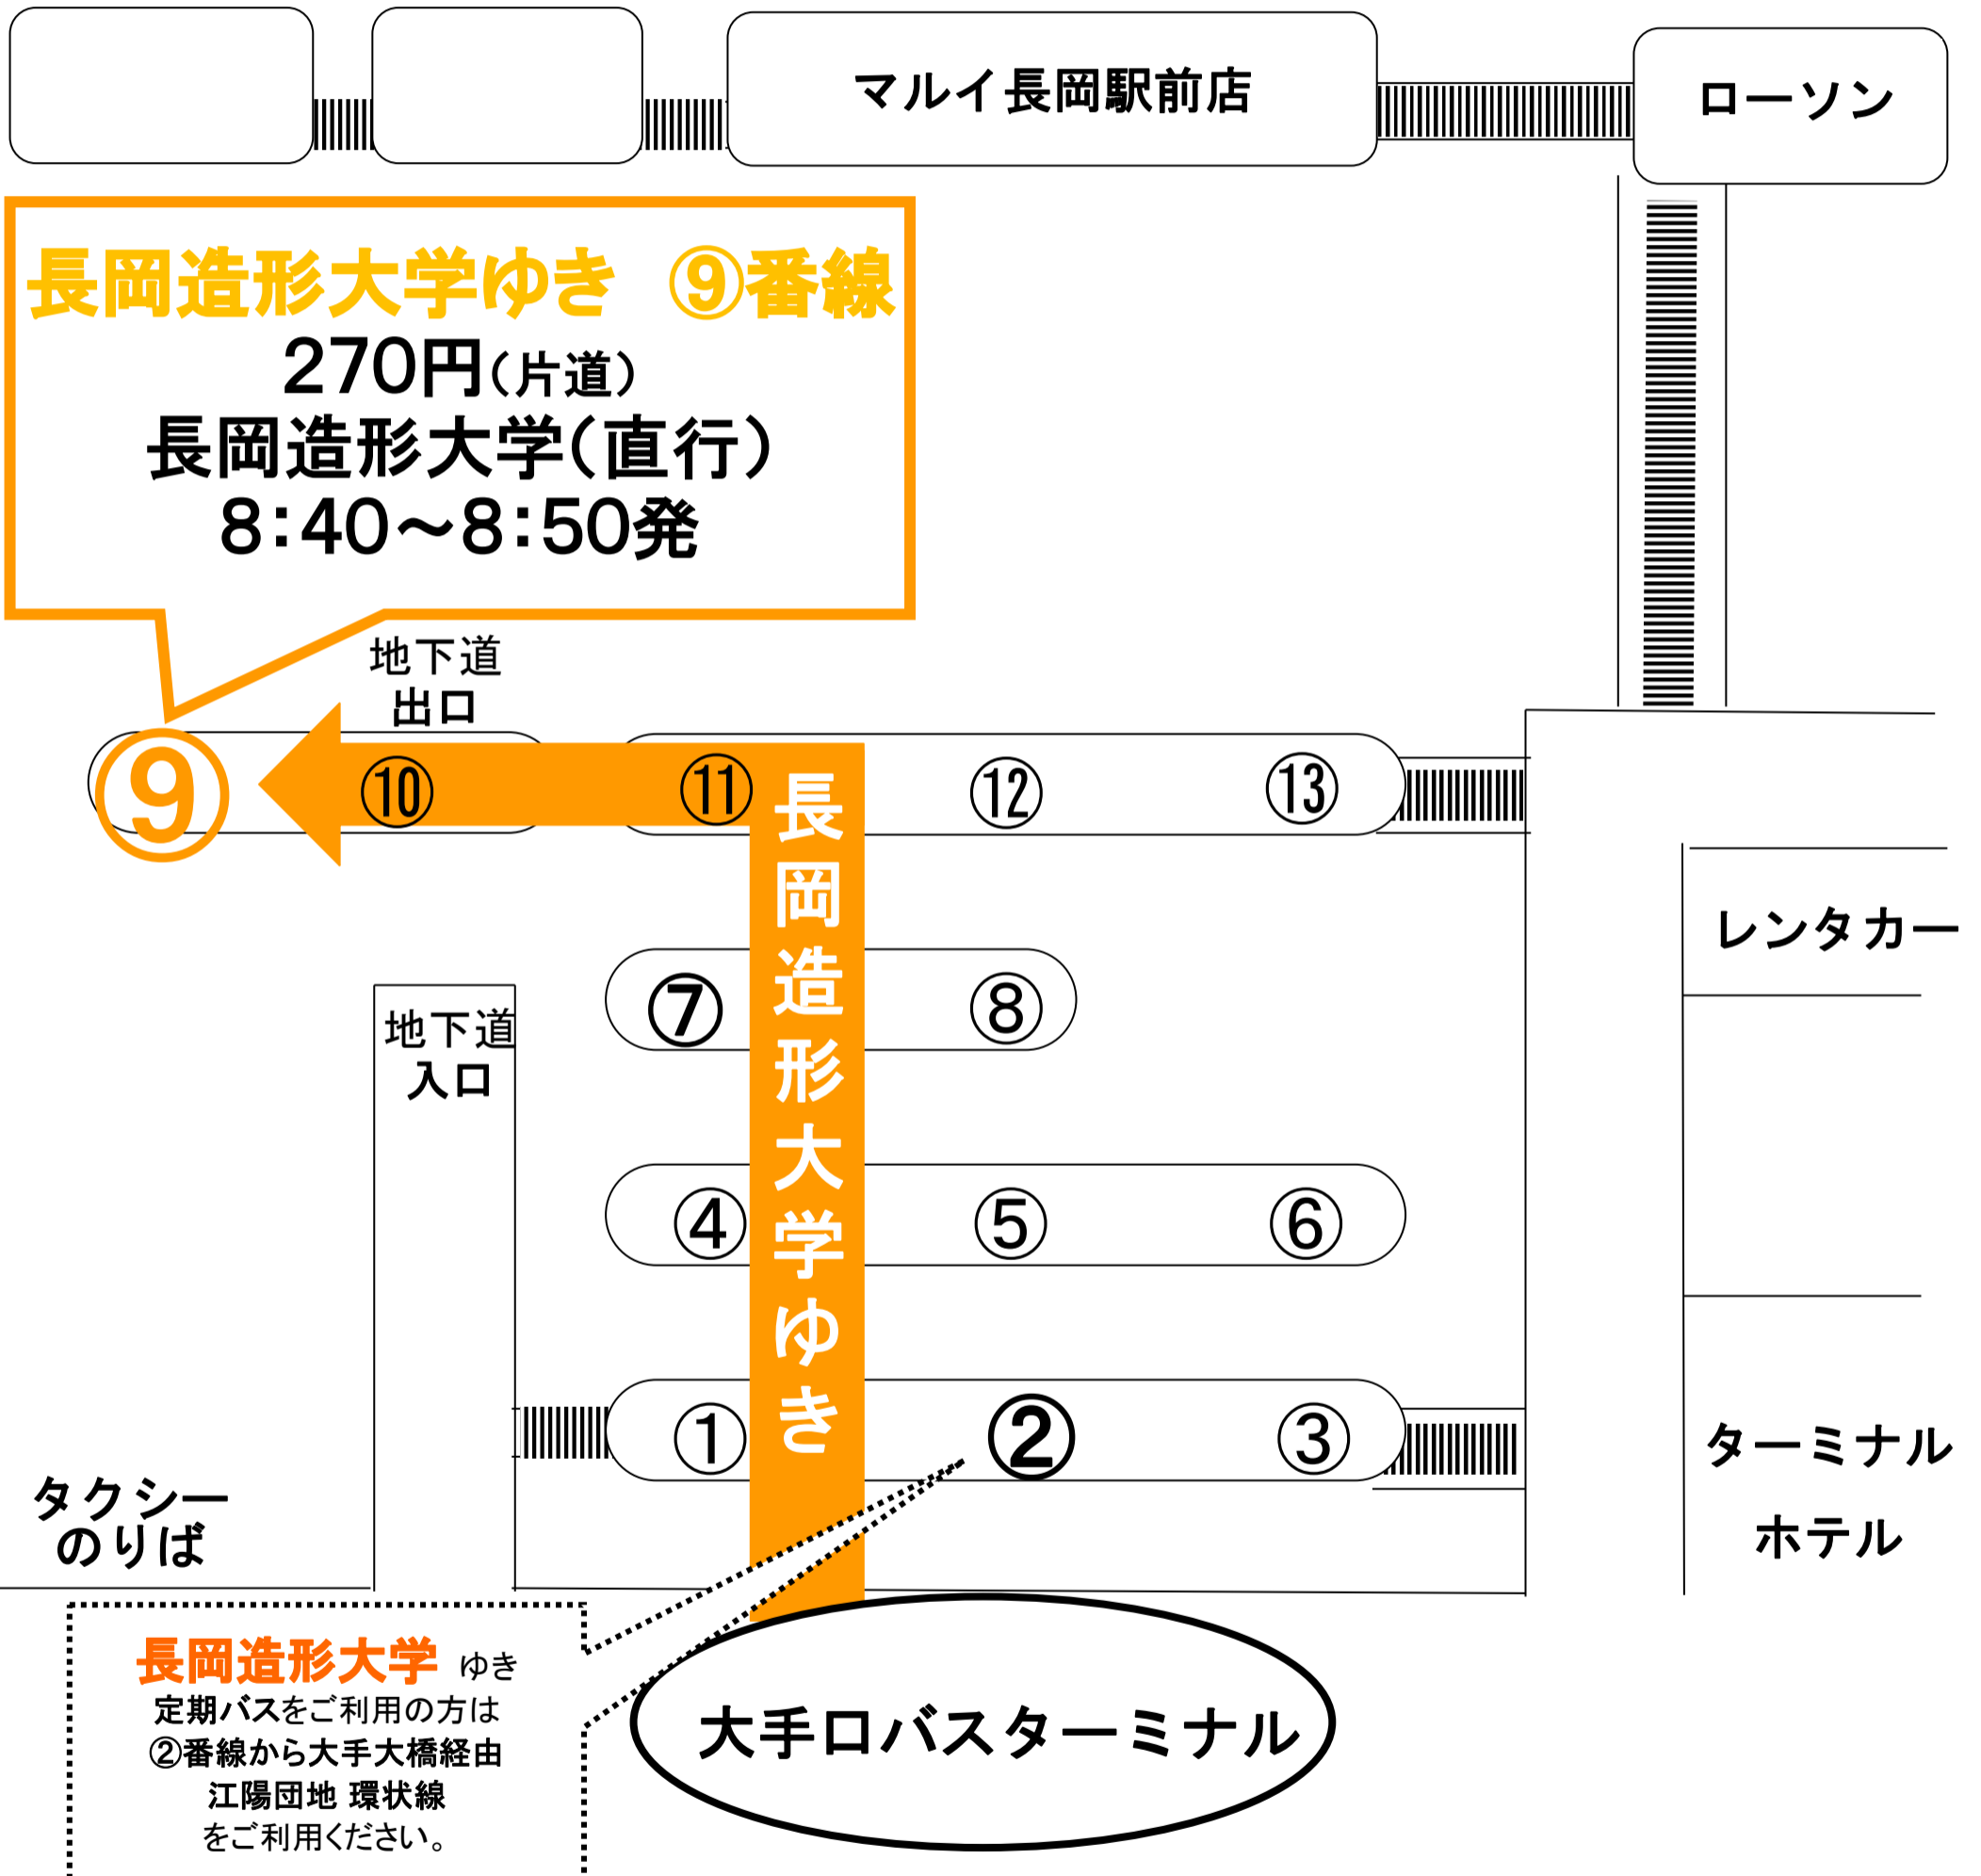 マルイ長岡駅前店
ローソン
長岡造形大学ゆき ⑨番線
270円(片道)
長岡造形大学(直行)
8:40~8:50発
地下道
出口
⑨
⑩
⑪
⑫
⑬
長岡造形大学ゆき
レンタカー
⑦
⑧
地下道
入口
④
⑤
⑥
①
②
③
ターミナル
ホテル
タクシー
のりば
長岡造形大学 ゆき
定期バスをご利用の方は
②番線から大手大橋経由
江陽団地 環状線
をご利用ください。
大手口バスターミナル